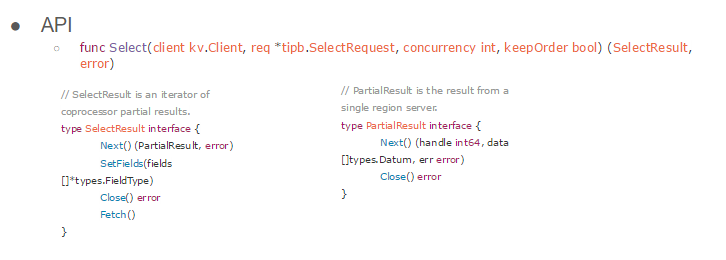 ● API
○ func Select(client kv.Client, req *tipb.SelectRequest, concurrency int, keepOrder bool) (SelectResult,
error)
// SelectResult is an iterator of
coprocessor partial results.
type SelectResult interface {
Next() (PartialResult, error)
SetFields(fields
[]*types.FieldType)
Close() error
Fetch()
}
// PartialResult is the result from a
single region server.
type PartialResult interface {
Next() (handle int64, data
[]types.Datum, err error)
Close() error
}